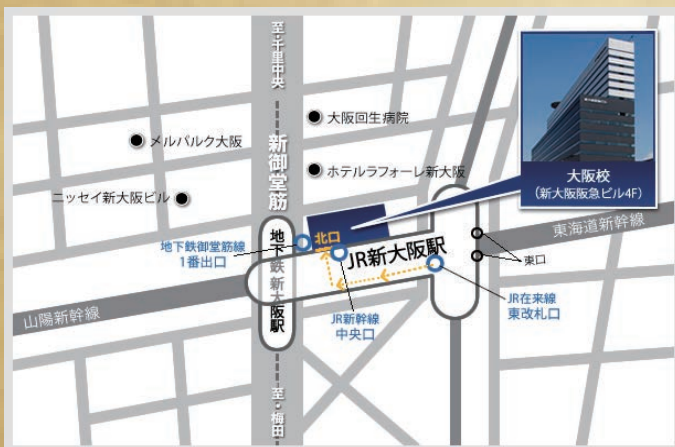 至・千里中央
新御堂筋
大阪回生病院
メルパルク大阪
ホテルラフォーレ新大阪
ニッセイ新大阪ビル
大阪校
（新大阪阪急ビル4F）
東海道新幹線
地下鉄御堂筋線
1番出口
地下鉄新大阪駅
北口
JR新大阪駅
東口
JR在来線
東改札口
JR新幹線
中央口
山陽新幹線
至・梅田